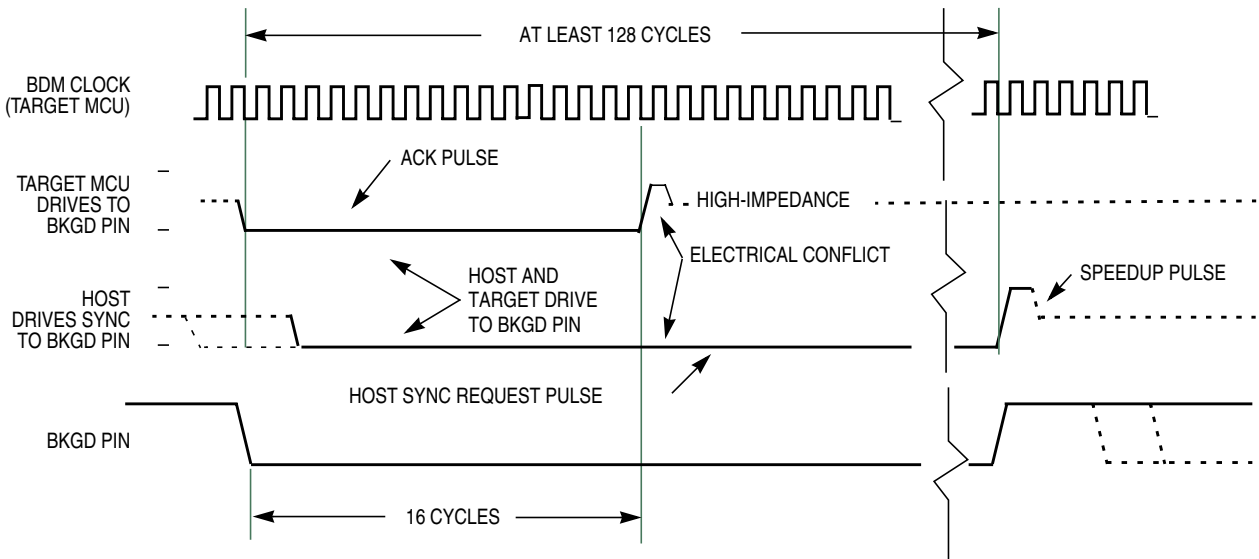 AT LEAST 128 CYCLES
BDM CLOCK
(TARGET MCU)
ACK PULSE
TARGET MCU
DRIVES TO
BKGD PIN
HIGH-IMPEDANCE
ELECTRICAL CONFLICT
HOST AND
TARGET DRIVE
TO BKGD PIN
SPEEDUP PULSE
HOST
DRIVES SYNC
TO BKGD PIN
HOST SYNC REQUEST PULSE
BKGD PIN
16 CYCLES